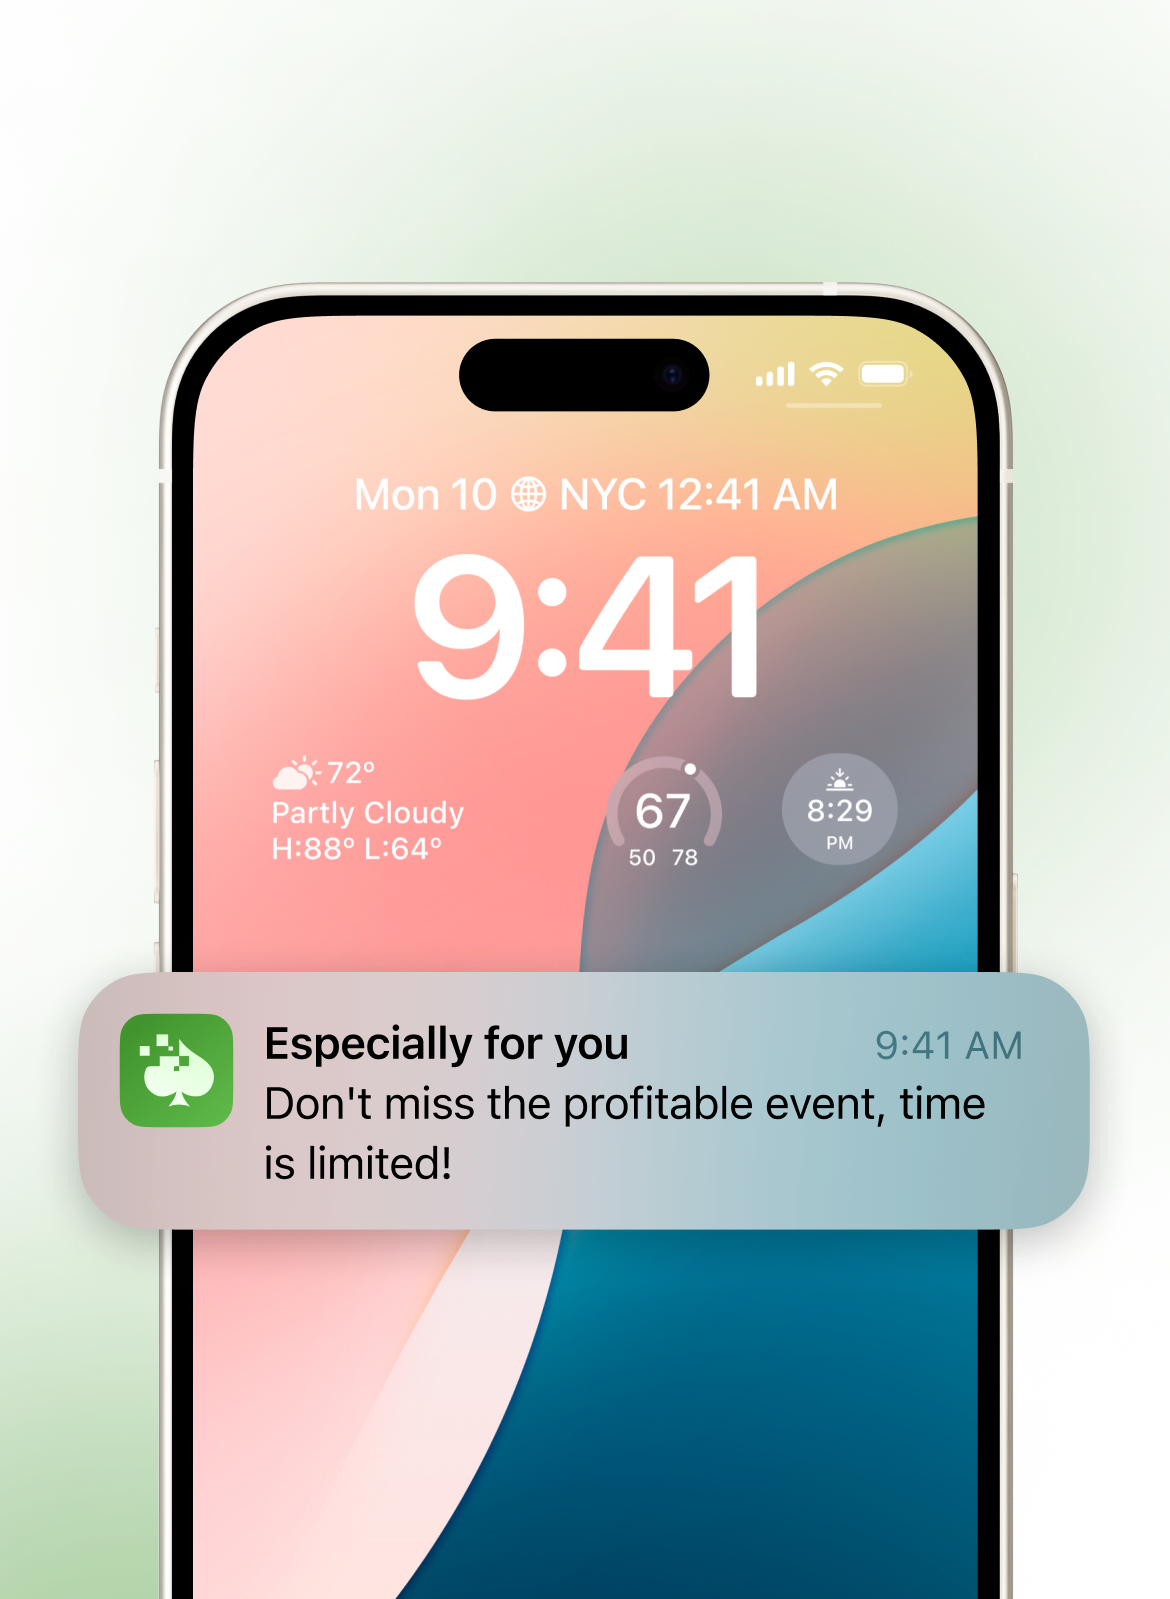 Mon 10 NYC 12:41 AM
9:41
72°
Partly Cloudy
H:88° L:64°
67
50 78
8:29
PM
Especially for you
9:41 AM
Don't miss the profitable event, time
is limited!